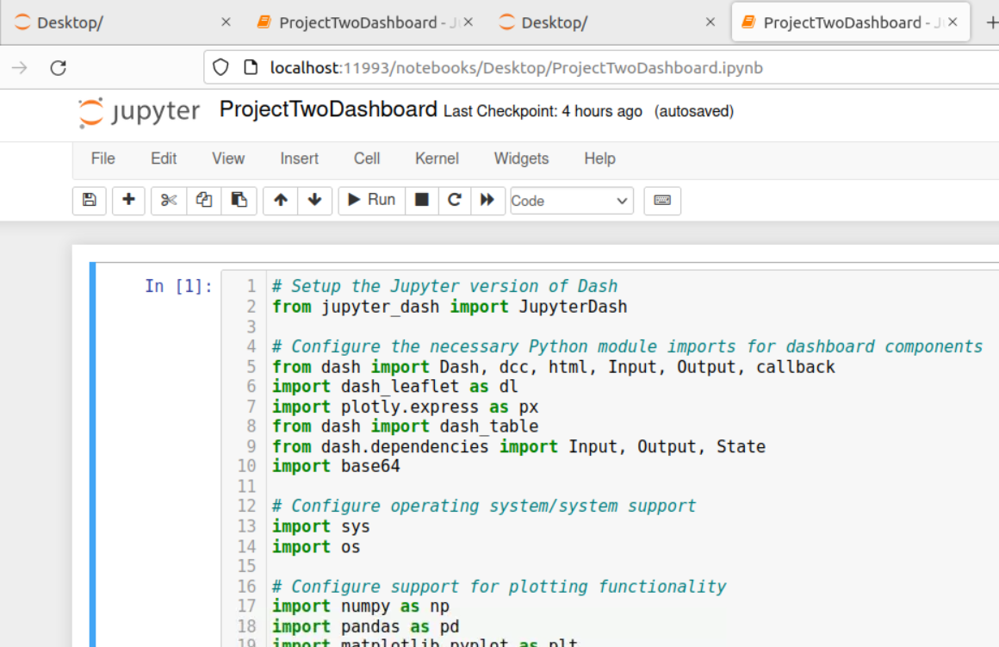 Desktop/ ProjectTwoDashboard - J Desktop/ ProjectTwoDashboard - J
localhost:11993/notebooks/Desktop/ProjectTwoDashboard.ipynb
jupyter ProjectTwoDashboard Last Checkpoint: 4 hours ago (autosaved)
File Edit View Insert Cell Kernel Widgets Help
Run Code
In [1]:
1 # Setup the Jupyter version of Dash
2 from jupyter_dash import JupyterDash
3
4 # Configure the necessary Python module imports for dashboard components
5 from dash import Dash, dcc, html, Input, Output, callback
6 import dash_leaflet as dl
7 import plotly.express as px
8 from dash import dash_table
9 from dash.dependencies import Input, Output, State
10 import base64
11
12 # Configure operating system/system support
13 import sys
14 import os
15
16 # Configure support for plotting functionality
17 import numpy as np
18 import pandas as pd
19 import matplotlib.pyplot as plt